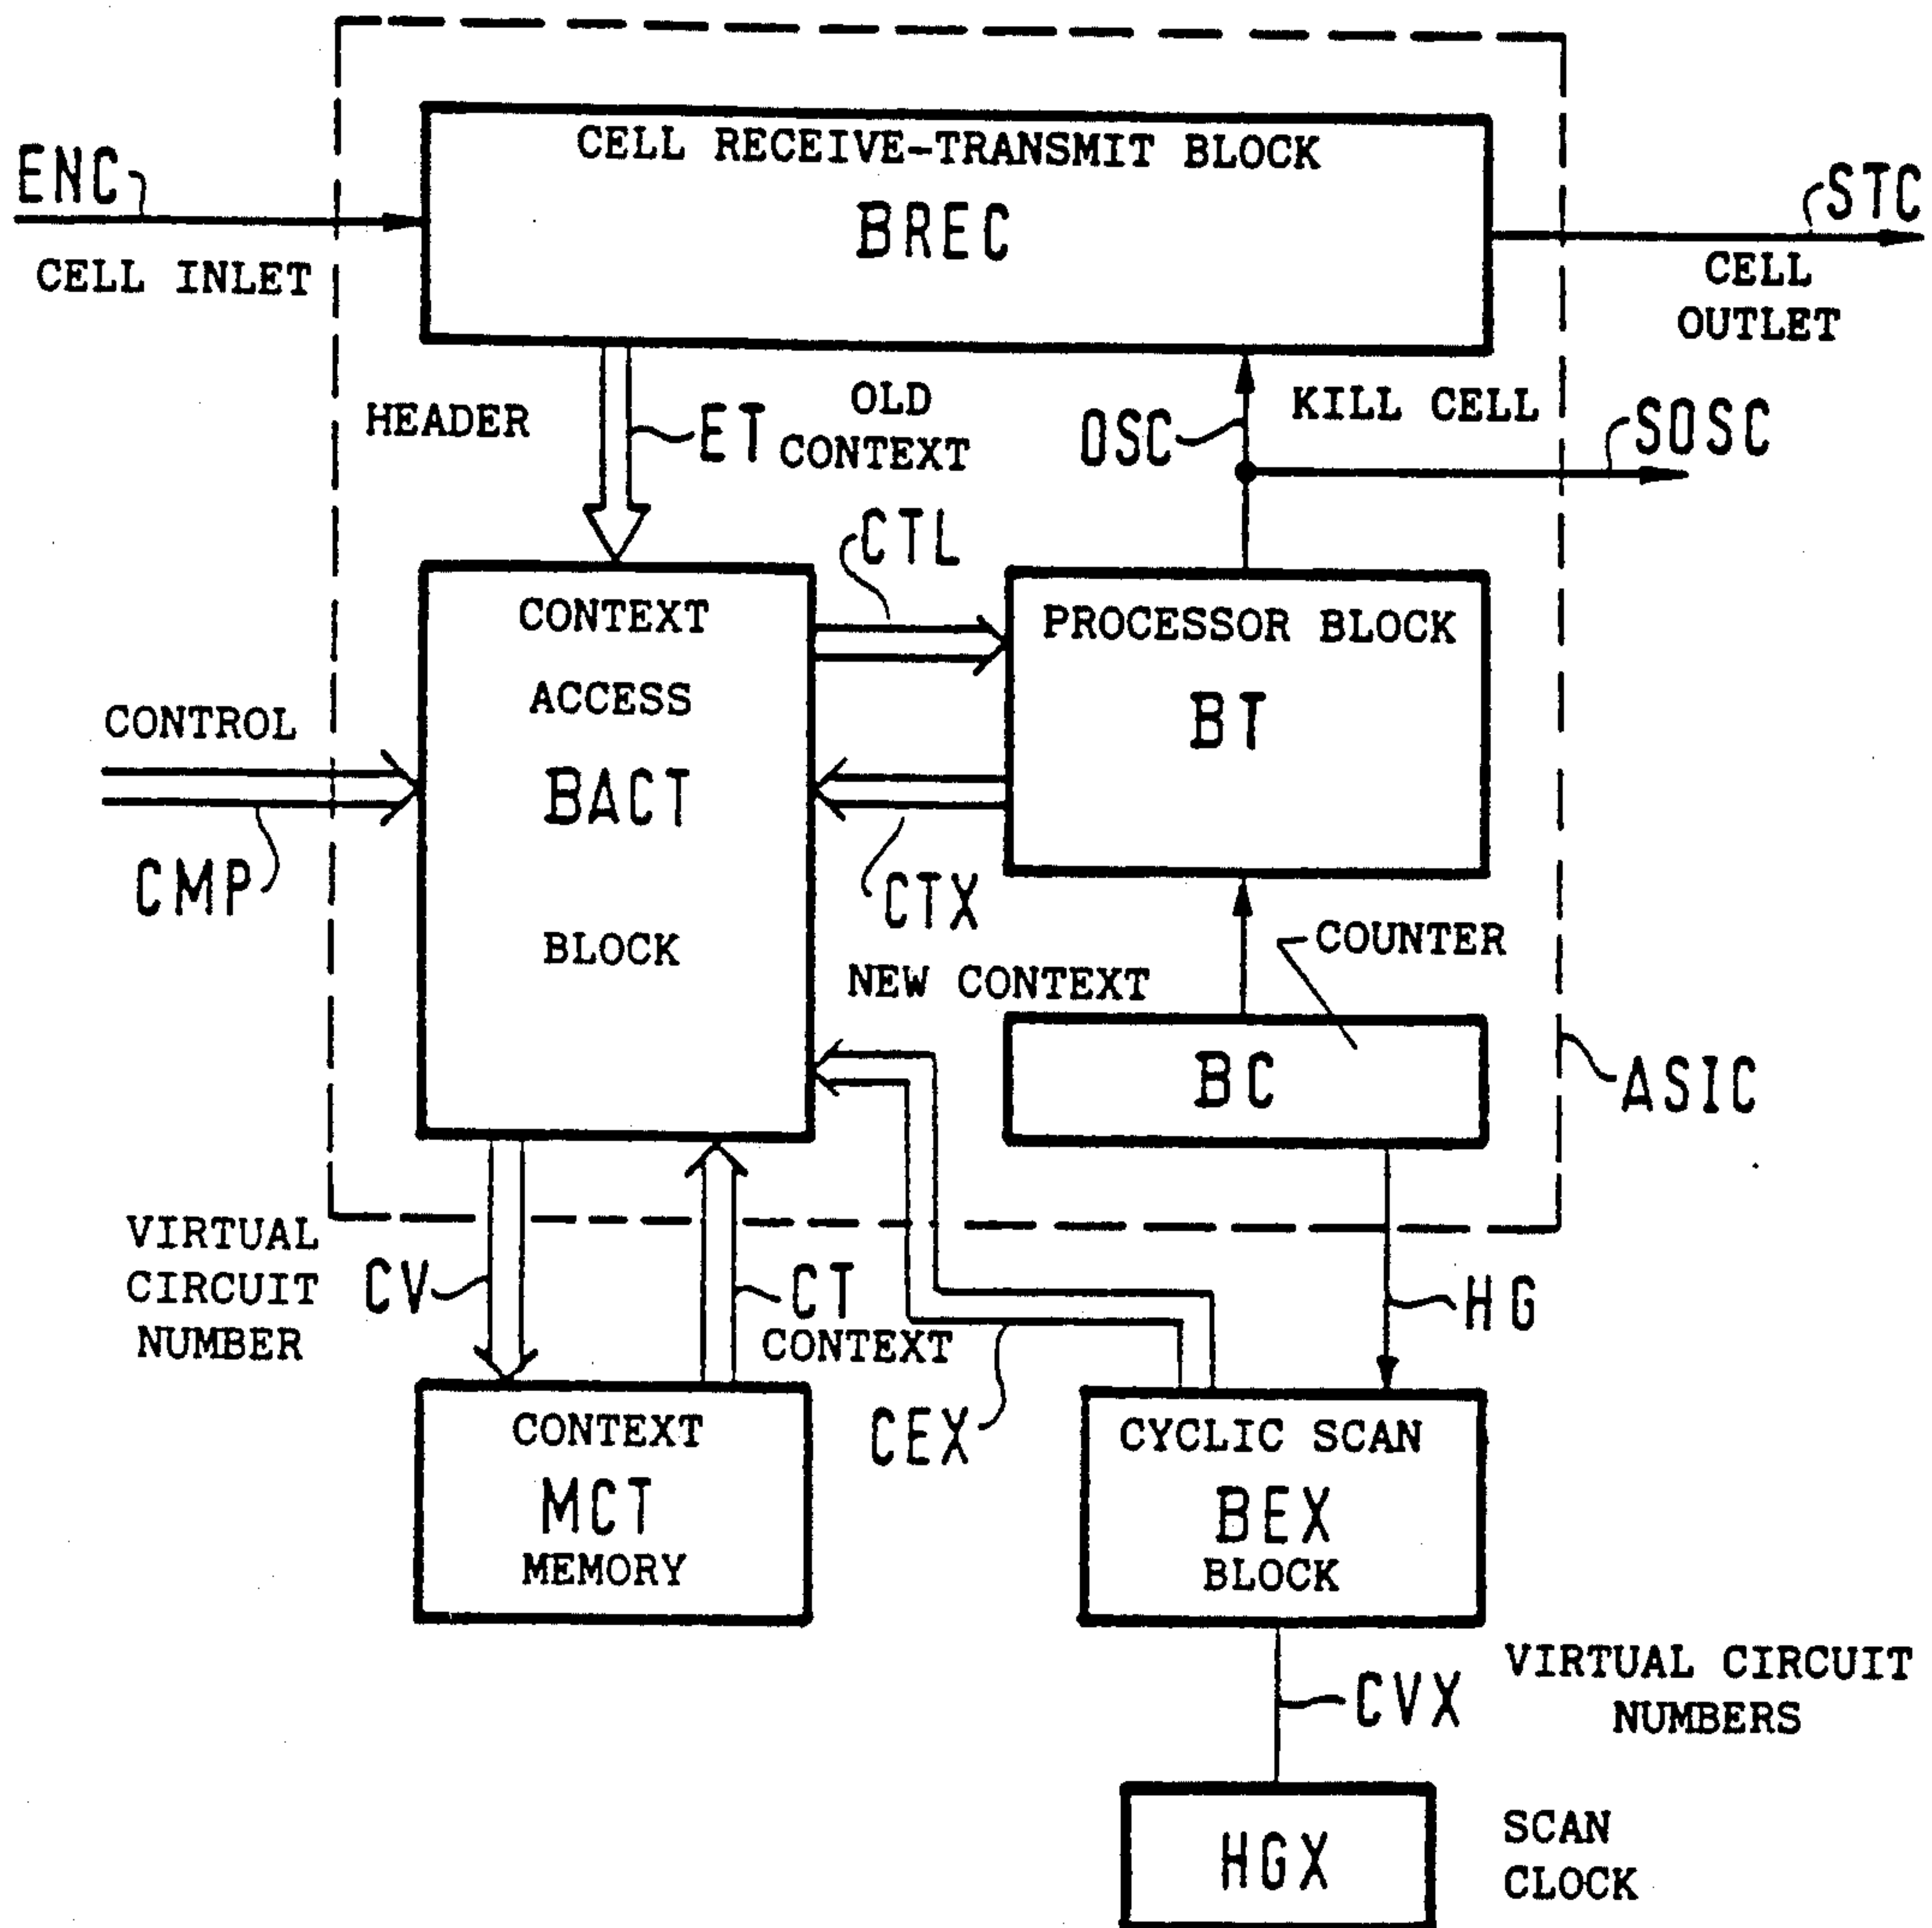 CELL RECEIVE-TRANSMIT BLOCK
BREC
ENC
CELL INLET
STC
CELL
OUTLET
HEADER
ET
OLD
CONTEXT
OSC
KILL CELL
SOSC
CTL
CONTEXT
ACCESS
BACT
BLOCK
PROCESSOR BLOCK
BT
CONTROL
CMP
CTX
NEW CONTEXT
COUNTER
BC
ASIC
VIRTUAL
CIRCUIT
NUMBER
CV
CT
CONTEXT
HG
CEX
CONTEXT
MCT
MEMORY
CYCLIC SCAN
BEX
BLOCK
CVX
VIRTUAL CIRCUIT
NUMBERS
HGX
SCAN
CLOCK